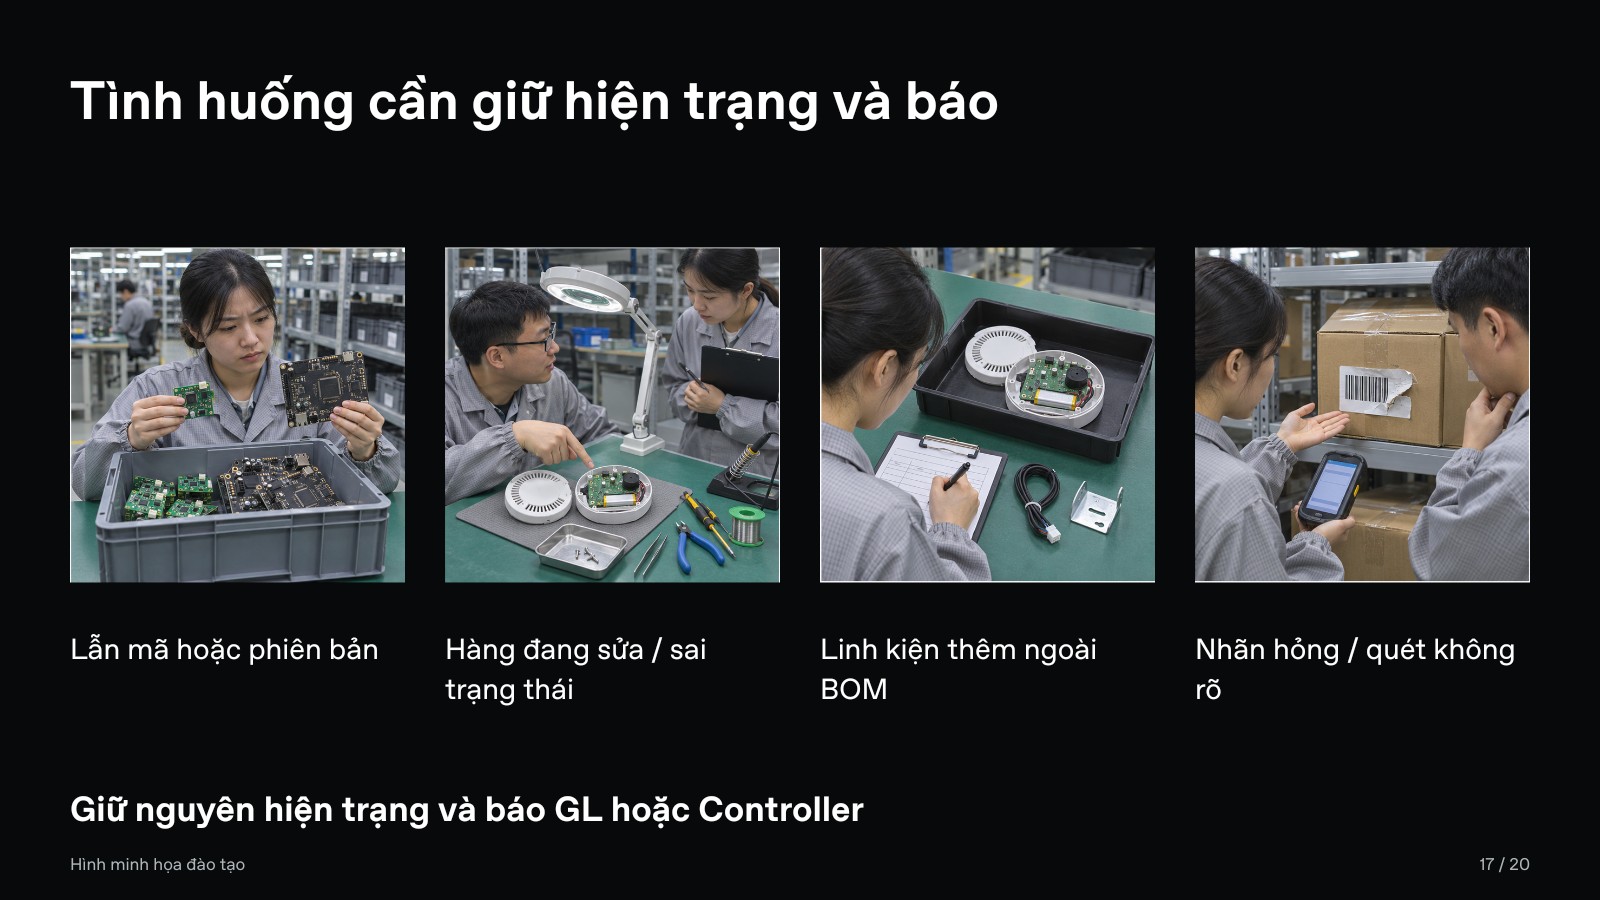 Tình huống cần giữ hiện trạng và báo
Lẫn mã hoặc phiên bản
Hàng đang sửa / sai
trạng thái
Linh kiện thêm ngoài
BOM
Nhãn hỏng / quét không
rõ
Giữ nguyên hiện trạng và báo GL hoặc Controller
Hình minh họa đào tạo
17 / 20